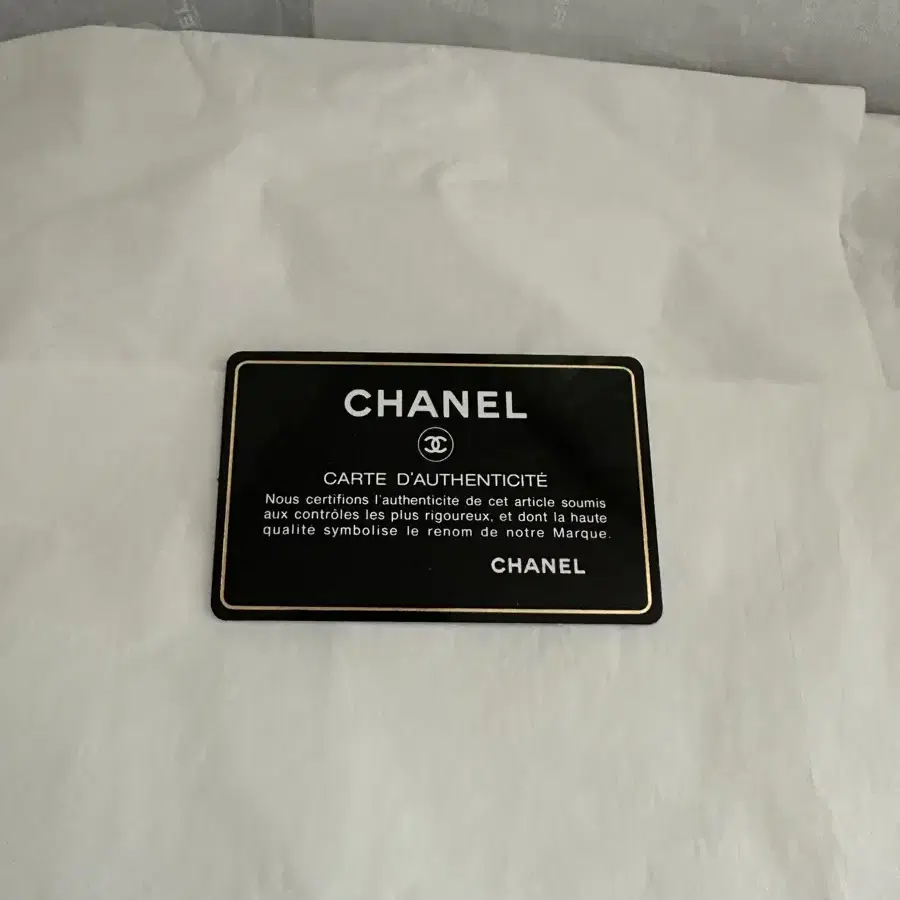 CHANEL
CARTE D'AUTHENTICITÉ
Nous certifions l'authenticite de cet article soumis
aux contrôles les plus rigoureux, et dont la haute
qualité symbolise le renom de notre Marque.
CHANEL